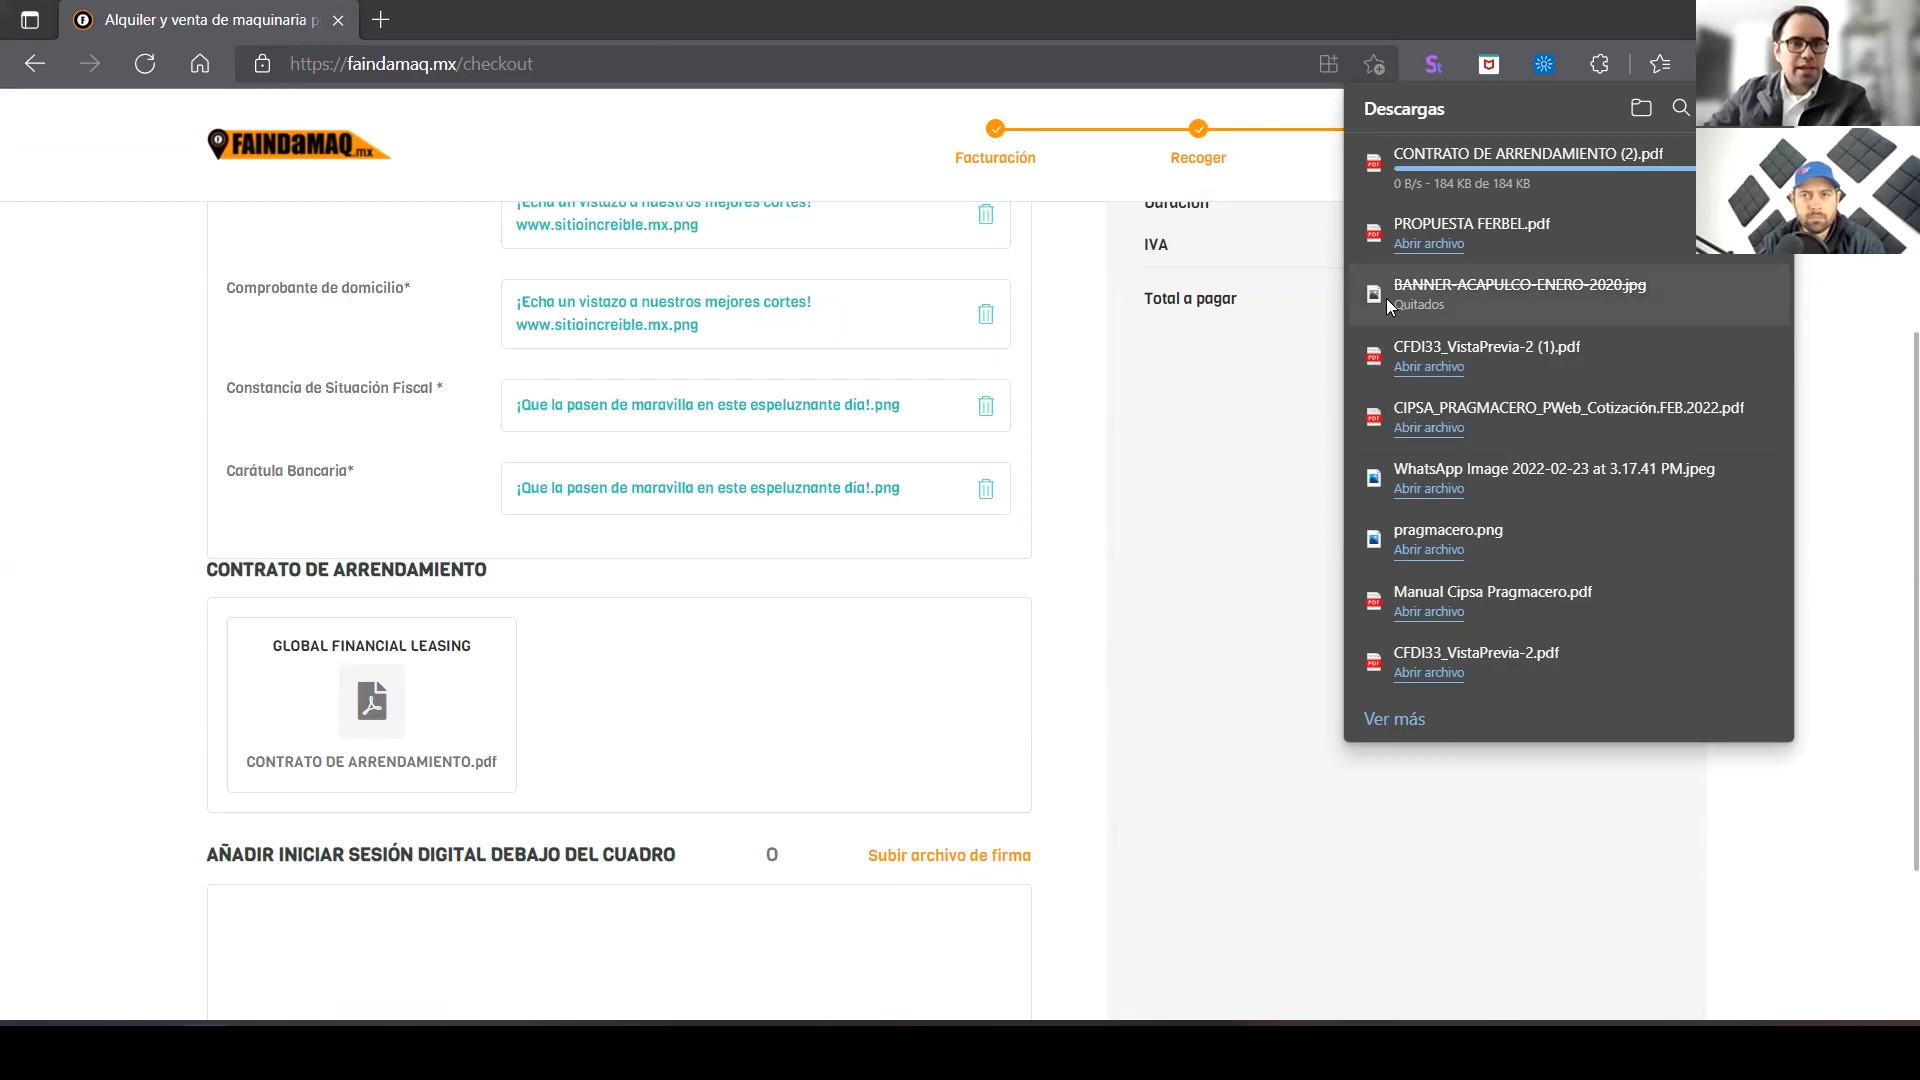 Alquiler y venta de maquinaria p
https://faindamaq.mx/checkout
FAINDaMAQ.mx
Facturación
Recoger
¡Echa un vistazo a nuestros mejores cortes!
www.sitioincreible.mx.png
Comprobante de domicilio*
¡Echa un vistazo a nuestros mejores cortes!
www.sitioincreible.mx.png
Constancia de Situación Fiscal *
¡Que la pasen de maravilla en este espeluznante día!.png
Carátula Bancaria*
¡Que la pasen de maravilla en este espeluznante día!.png
CONTRATO DE ARRENDAMIENTO
GLOBAL FINANCIAL LEASING
CONTRATO DE ARRENDAMIENTO.pdf
AÑADIR INICIAR SESIÓN DIGITAL DEBAJO DEL CUADRO
O
Subir archivo de firma
Duración
IVA
Total a pagar
Descargas
CONTRATO DE ARRENDAMIENTO (2).pdf
0 B/s - 184 KB de 184 KB
PROPUESTA FERBEL.pdf
Abrir archivo
BANNER-ACAPULCO-ENERO-2020.jpg
Quitados
CFDI33_VistaPrevia-2 (1).pdf
Abrir archivo
CIPSA_PRAGMACERO_PWeb_Cotización.FEB.2022.pdf
Abrir archivo
WhatsApp Image 2022-02-23 at 3.17.41 PM.jpeg
Abrir archivo
pragmacero.png
Abrir archivo
Manual Cipsa Pragmacero.pdf
Abrir archivo
CFDI33_VistaPrevia-2.pdf
Abrir archivo
Ver más